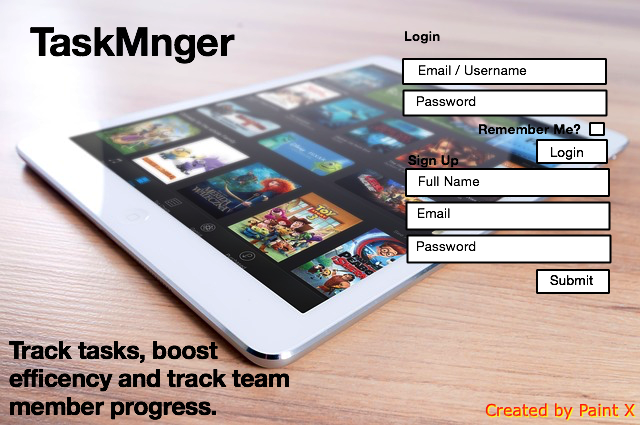 TaskMnger
Login
Email / Username
Password
Remember Me?
Login
Sign Up
Full Name
Email
Password
Submit
TOY
Track tasks, boost
efficency and track team
member progress.
Created by Paint X